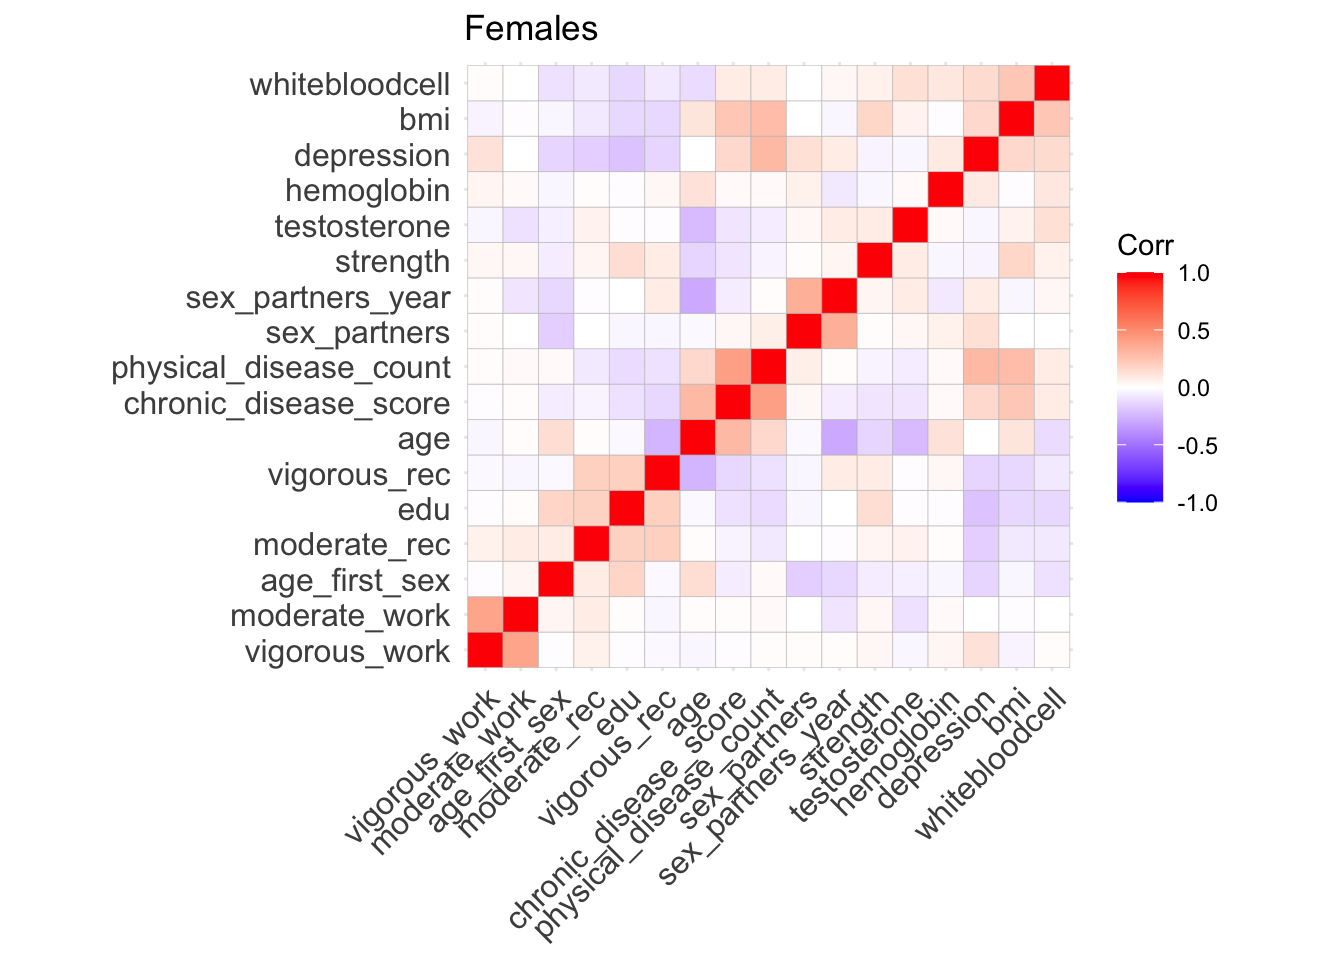 Females
whitebloodcell
bmi
depression
hemoglobin
testosterone
strength
sex_partners_year
sex_partners
physical_disease_count
chronic_disease_score
age
vigorous_rec
edu
moderate_rec
age_first_sex
moderate_work
vigorous_work
vigorous_work
moderate_work
age_first_sex
moderate_rec
edu
vigorous_rec
age
chronic_disease_score
physical_disease_count
sex_partners
sex_partners_year
strength
testosterone
hemoglobin
depression
bmi
whitebloodcell
Corr
1.0
0.5
0.0
-0.5
-1.0